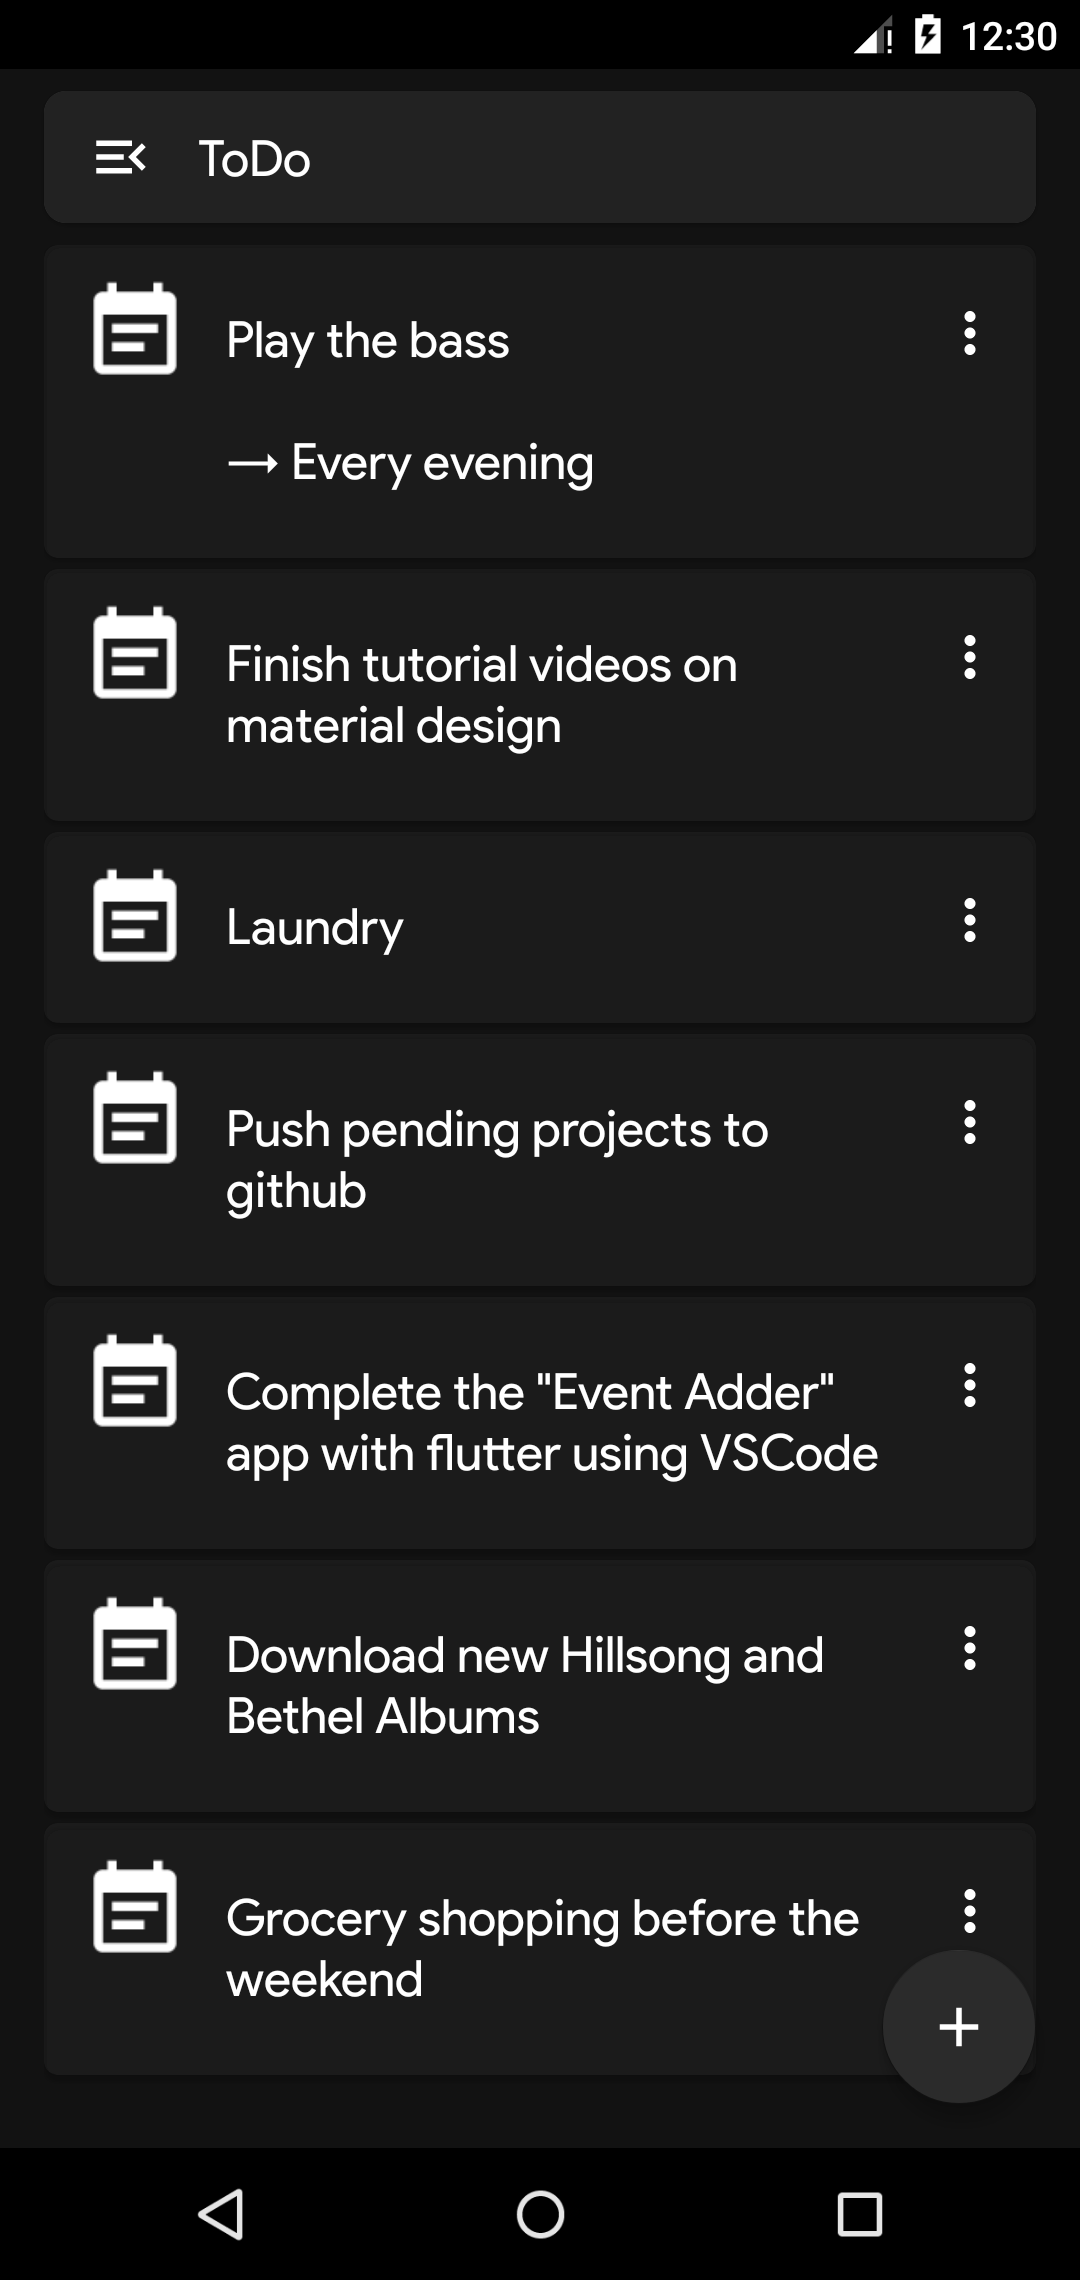 12:30
ToDo
Play the bass
→ Every evening
Finish tutorial videos on
material design
Laundry
Push pending projects to
github
Complete the "Event Adder"
app with flutter using VSCode
Download new Hillsong and
Bethel Albums
Grocery shopping before the
weekend